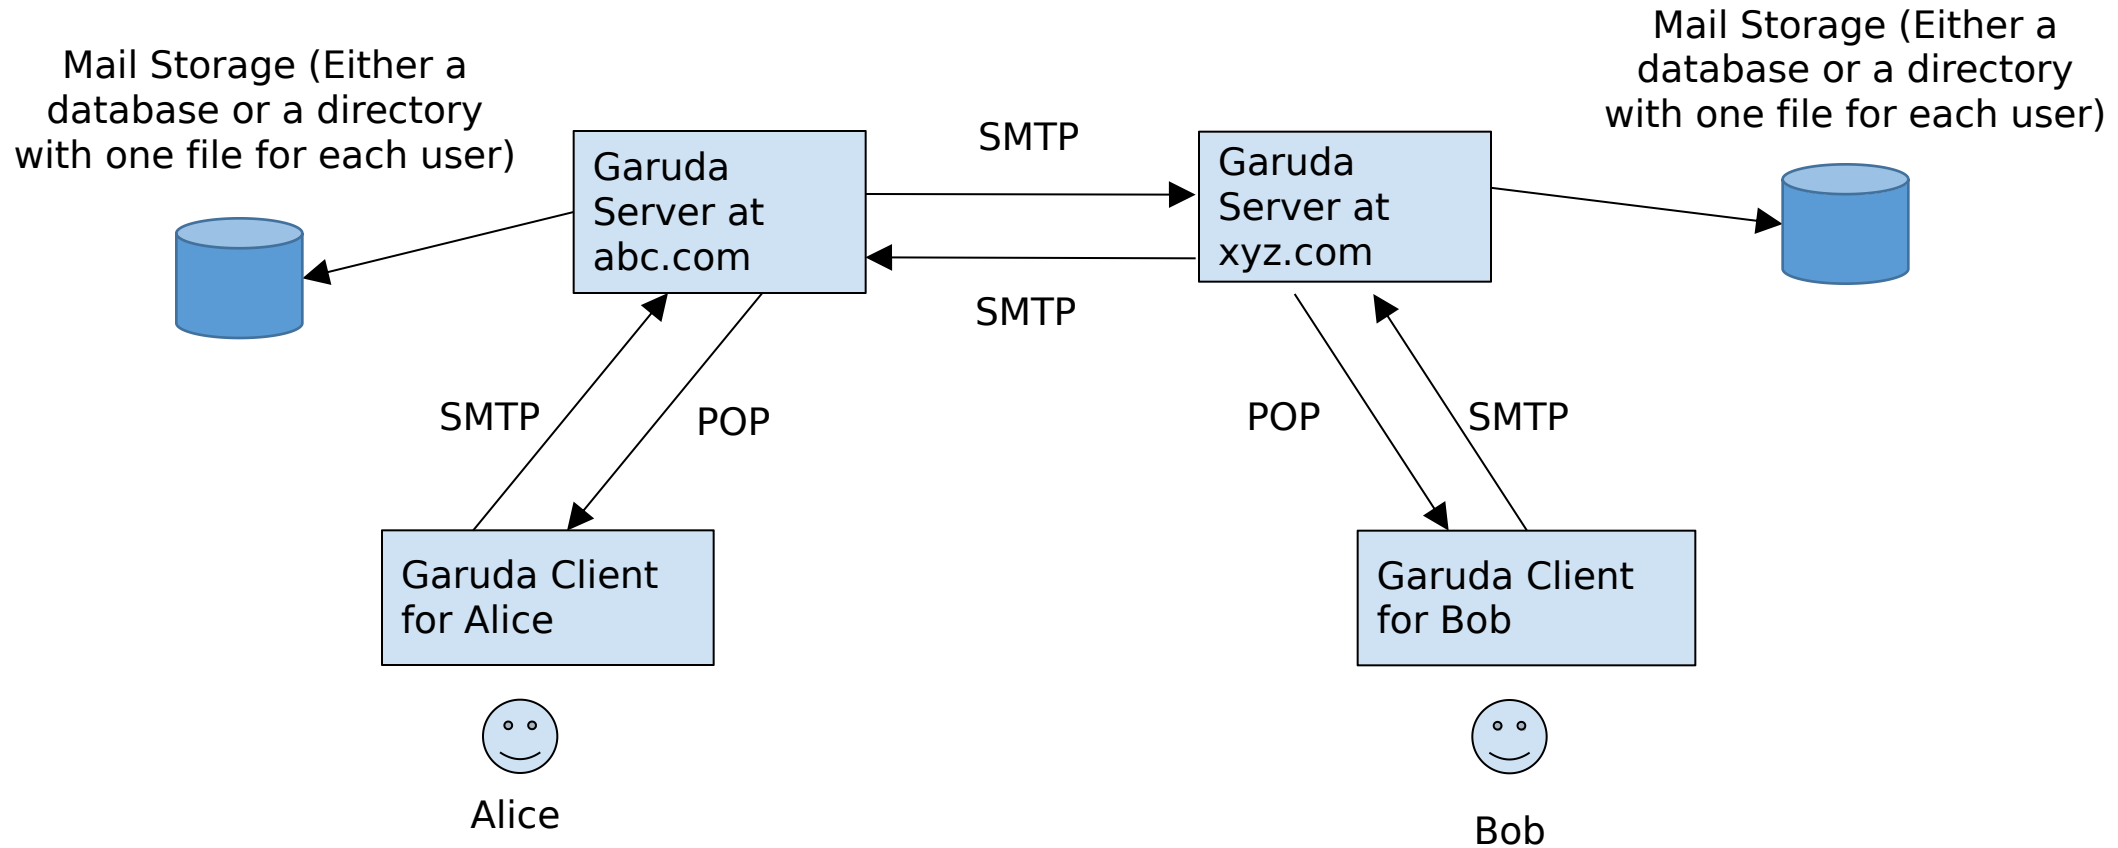 Mail Storage (Either a
database or a directory
with one file for each user)
Mail Storage (Either a
database or a directory
with one file for each user)
Garuda
Server at
abc.com
SMTP
Garuda
Server at
xyz.com
SMTP
SMTP
POP
POP
SMTP
Garuda Client
for Alice
Garuda Client
for Bob
Alice
Bob